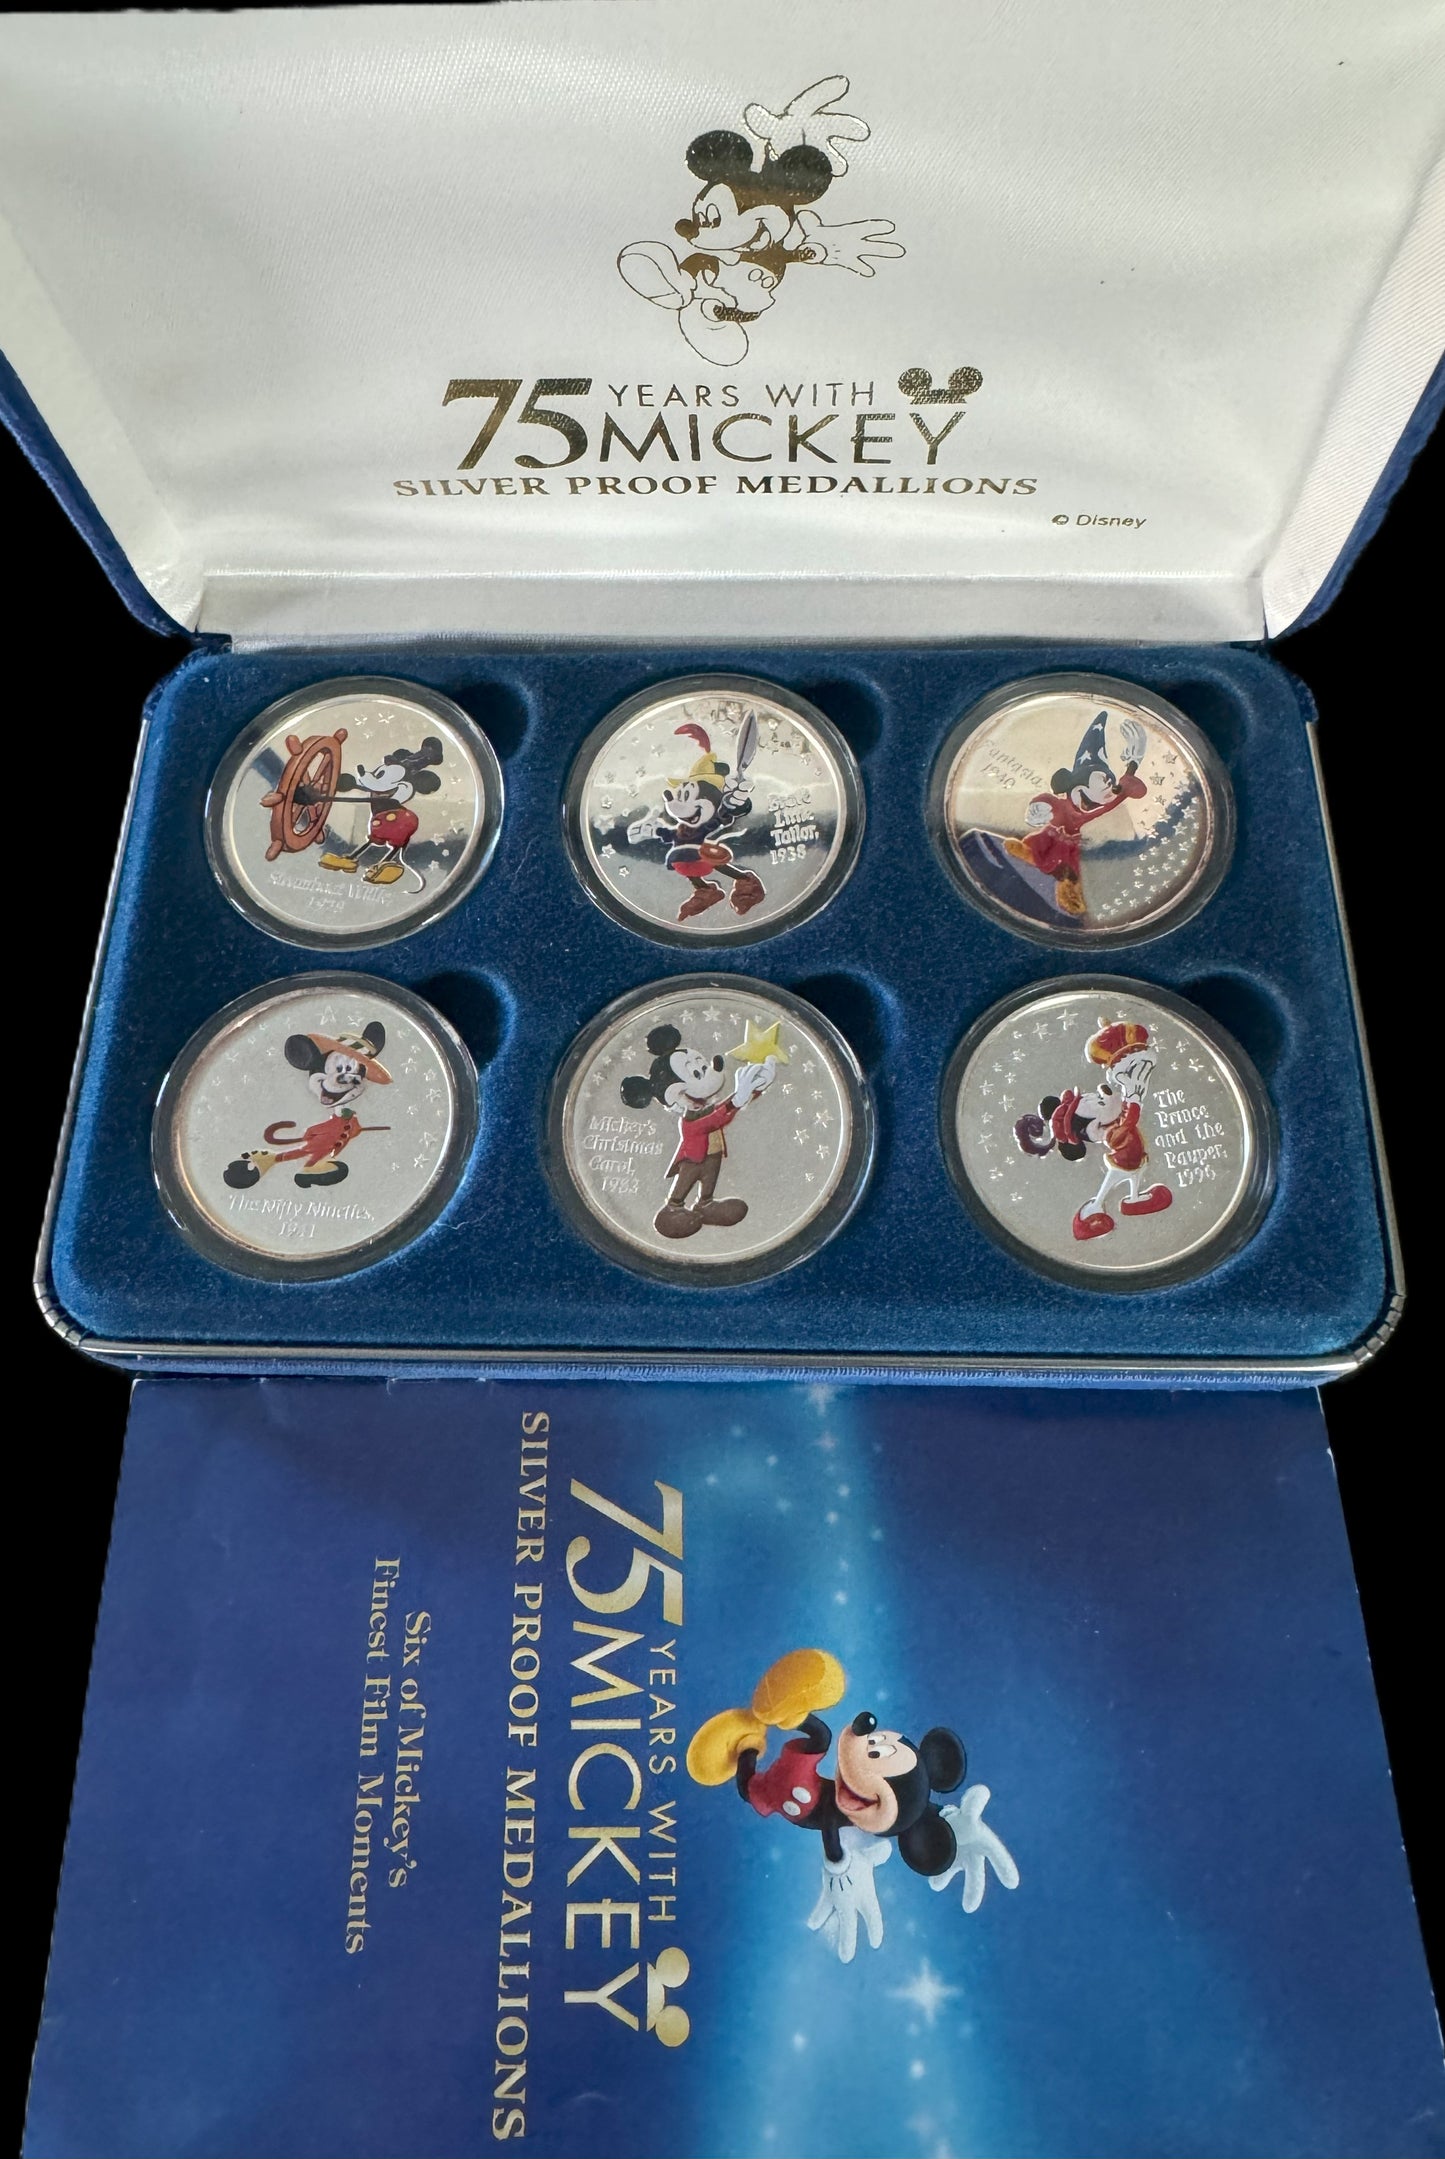 75 YEARS WITH
MICKEY
SILVER PROOF MEDALLIONS
© Disney
Steamboat Willie,
1928
Brave
Little
Tailor,
1938
Fantasia
1940
The Nifty Nineties,
1941
Mickey's
Christmas
Carol,
1983
The
Prince
and the
Pauper,
1990
75 YEARS WITH
MICKEY
SILVER PROOF MEDALLIONS
Six of Mickey's
Finest Film Moments